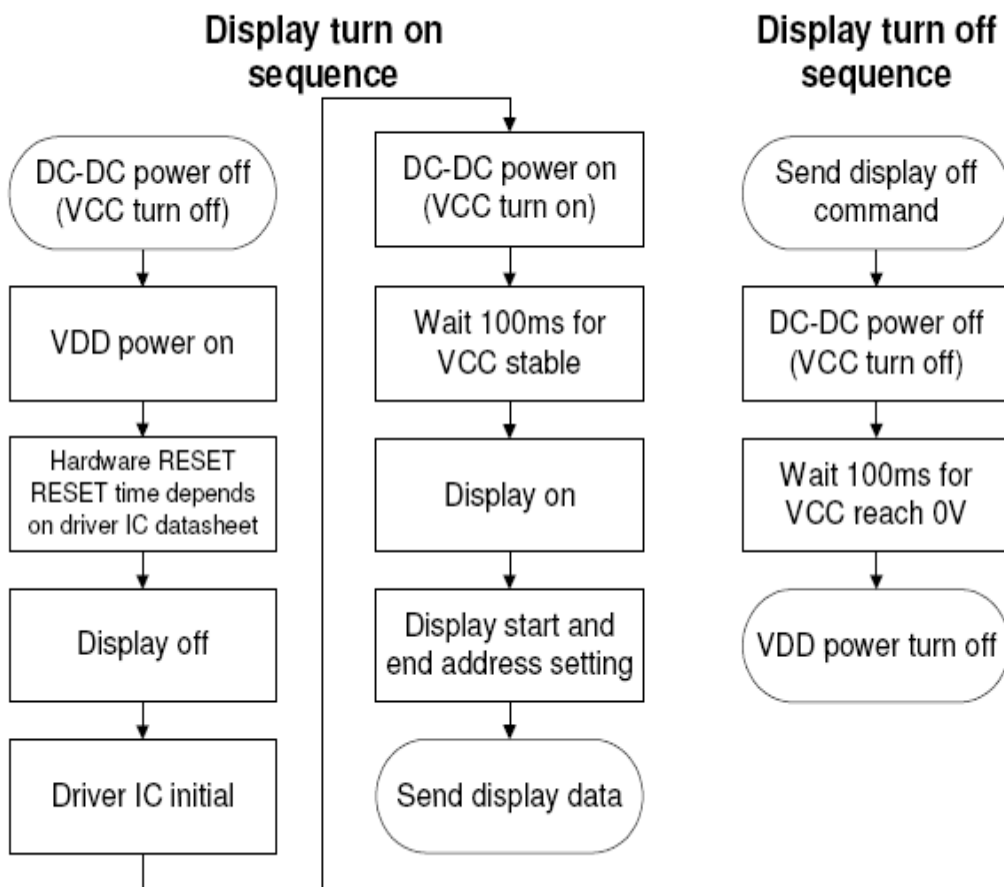 Display turn on
sequence
DC-DC power off
(VCC turn off)
VDD power on
Hardware RESET
RESET time depends
on driver IC datasheet
Display off
Driver IC initial
DC-DC power on
(VCC turn on)
Wait 100ms for
VCC stable
Display on
Display start and
end address setting
Send display data
Display turn off
sequence
Send display off
command
DC-DC power off
(VCC turn off)
Wait 100ms for
VCC reach 0V
VDD power turn off